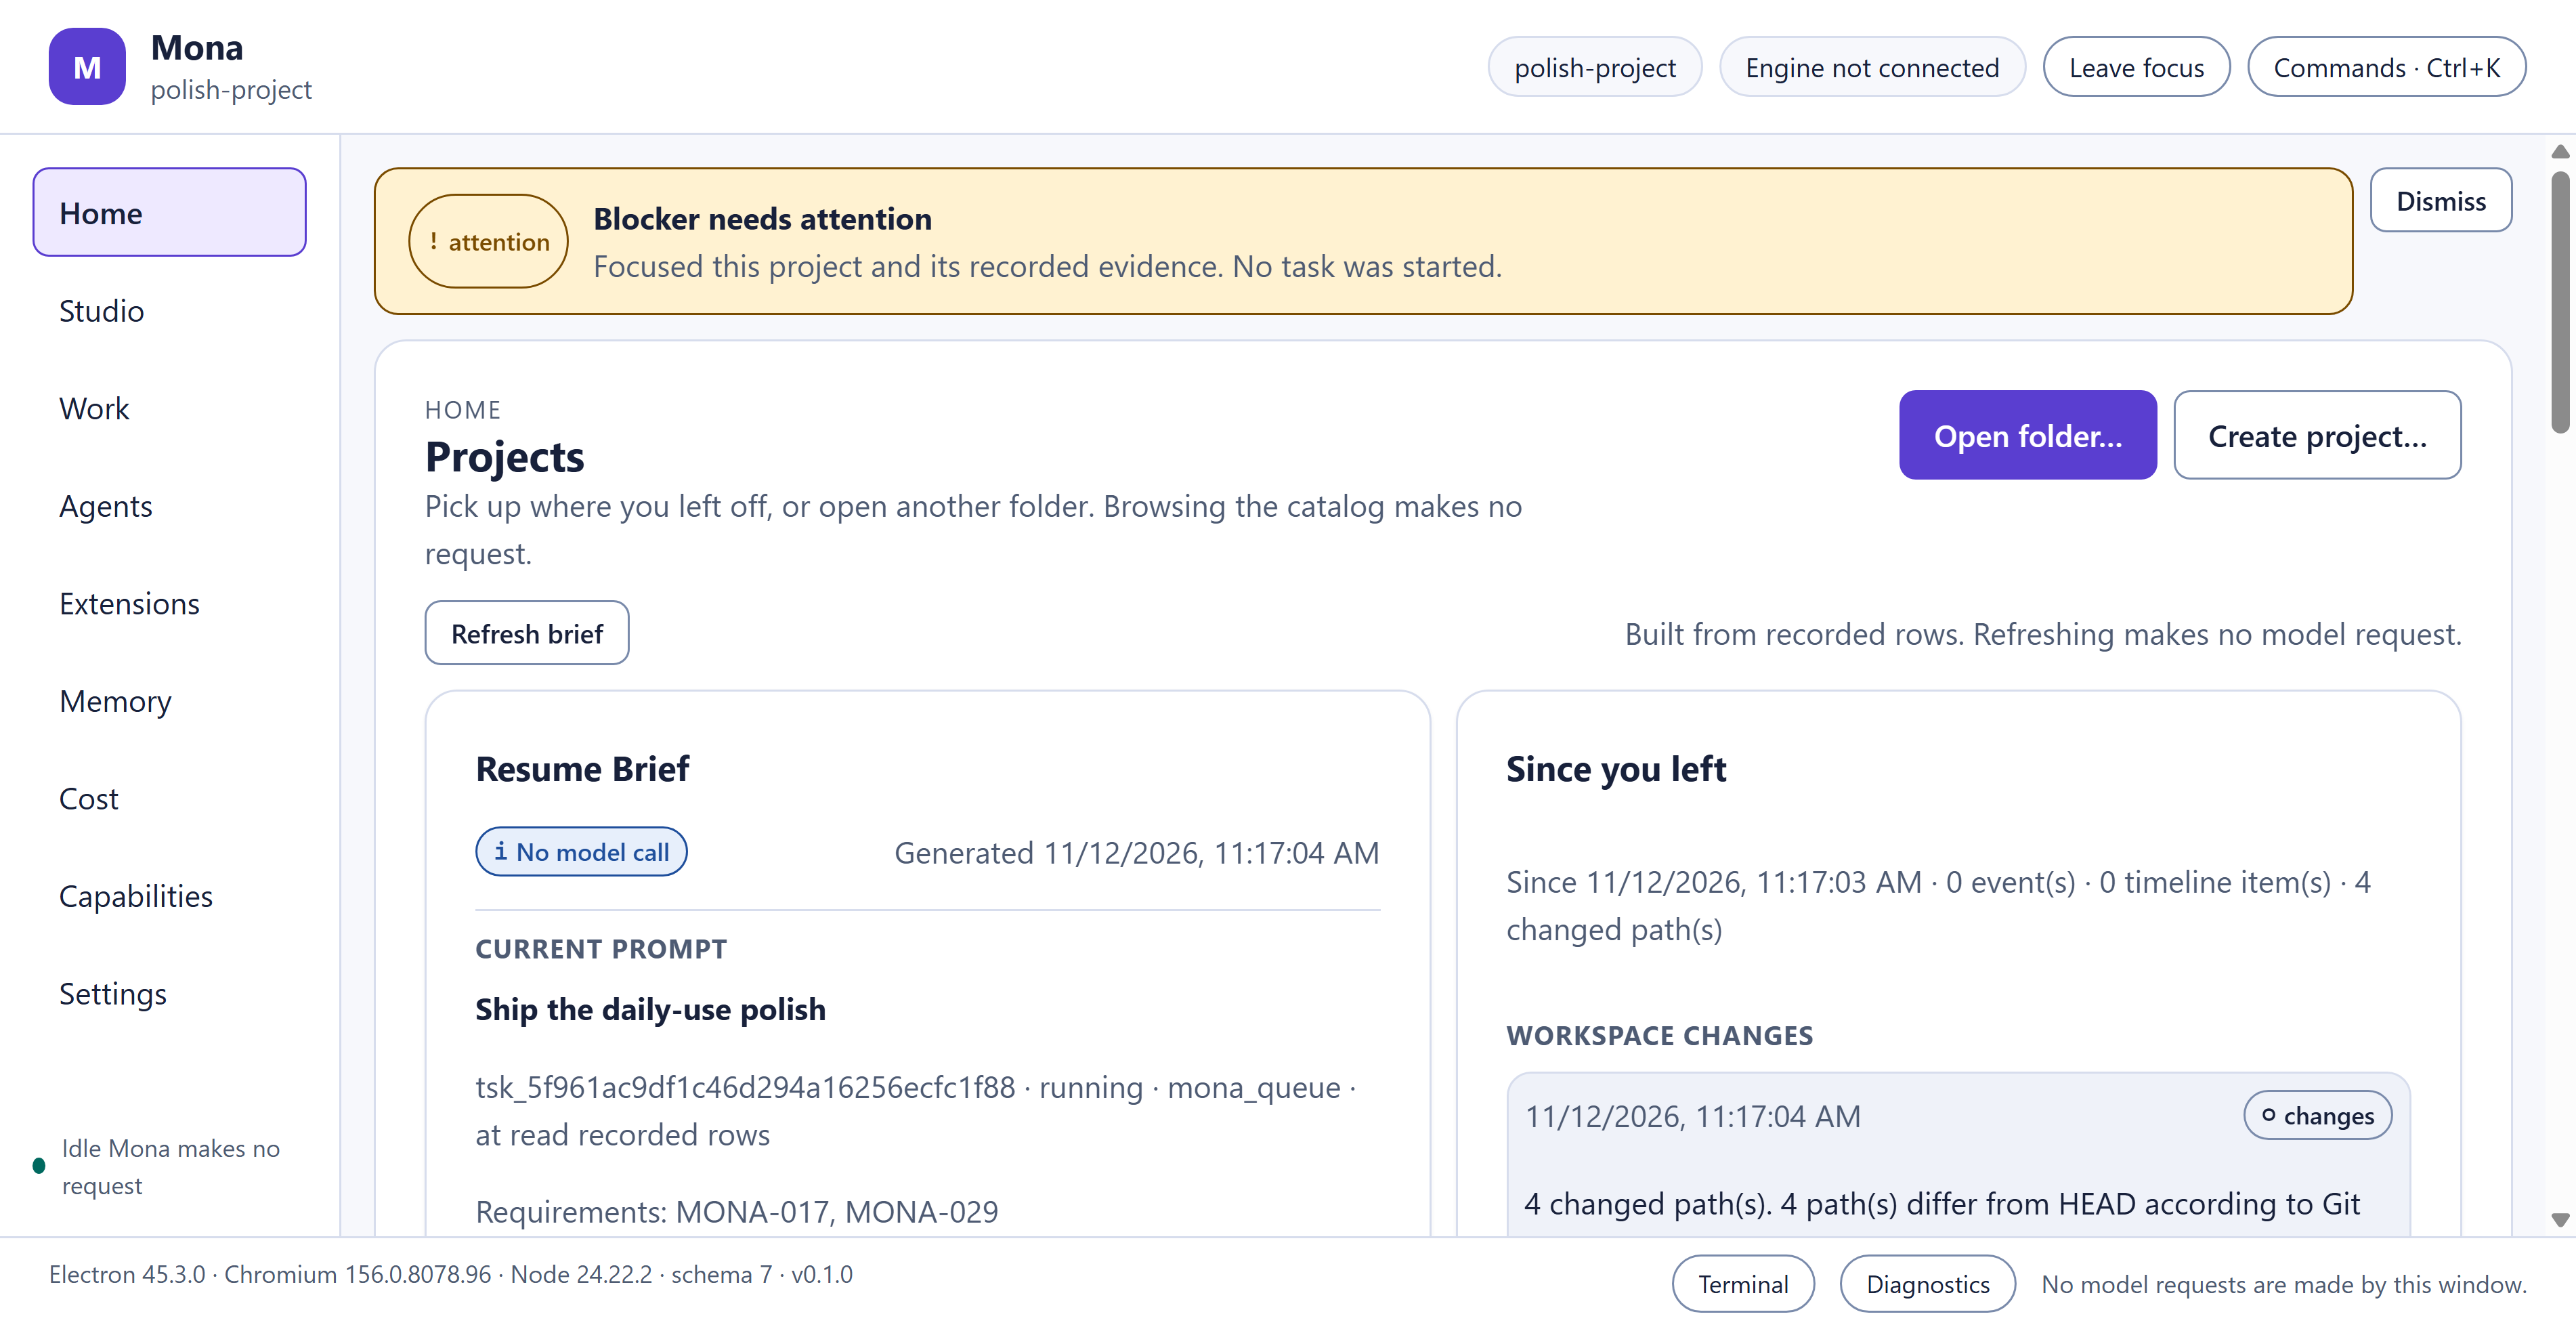 M
Mona
polish-project
polish-project
Engine not connected
Leave focus
Commands · Ctrl+K
Home
Studio
Work
Agents
Extensions
Memory
Cost
Capabilities
Settings
Idle Mona makes no
request
! attention
Blocker needs attention
Focused this project and its recorded evidence. No task was started.
Dismiss
HOME
Projects
Pick up where you left off, or open another folder. Browsing the catalog makes no
request.
Open folder...
Create project...
Refresh brief
Built from recorded rows. Refreshing makes no model request.
Resume Brief
i No model call
Generated 11/12/2026, 11:17:04 AM
CURRENT PROMPT
Ship the daily-use polish
tsk_5f961ac9df1c46d294a16256ecfc1f88 · running · mona_queue ·
at read recorded rows
Requirements: MONA-017, MONA-029
Since you left
Since 11/12/2026, 11:17:03 AM · 0 event(s) · 0 timeline item(s) · 4
changed path(s)
WORKSPACE CHANGES
11/12/2026, 11:17:04 AM
changes
4 changed path(s). 4 path(s) differ from HEAD according to Git
Electron 45.3.0 · Chromium 156.0.8078.96 · Node 24.22.2 · schema 7 · v0.1.0
Terminal
Diagnostics
No model requests are made by this window.